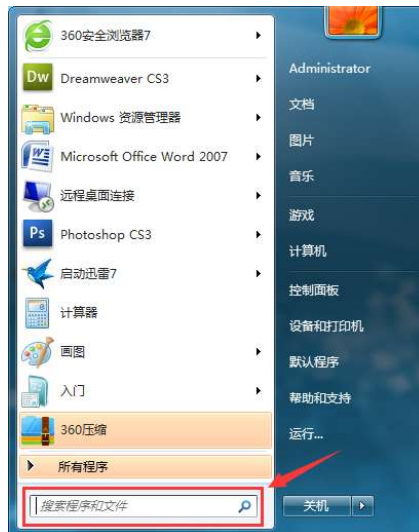 360安全浏览器7
Dw Dreamweaver CS3
Windows 资源管理器
Microsoft Office Word 2007
远程桌面连接
Ps Photoshop CS3
启动迅雷7
计算器
画图
入门
360压缩
所有程序
搜索程序和文件
Administrator
文档
图片
音乐
游戏
计算机
控制面板
设备和打印机
默认程序
帮助和支持
运行...
关机